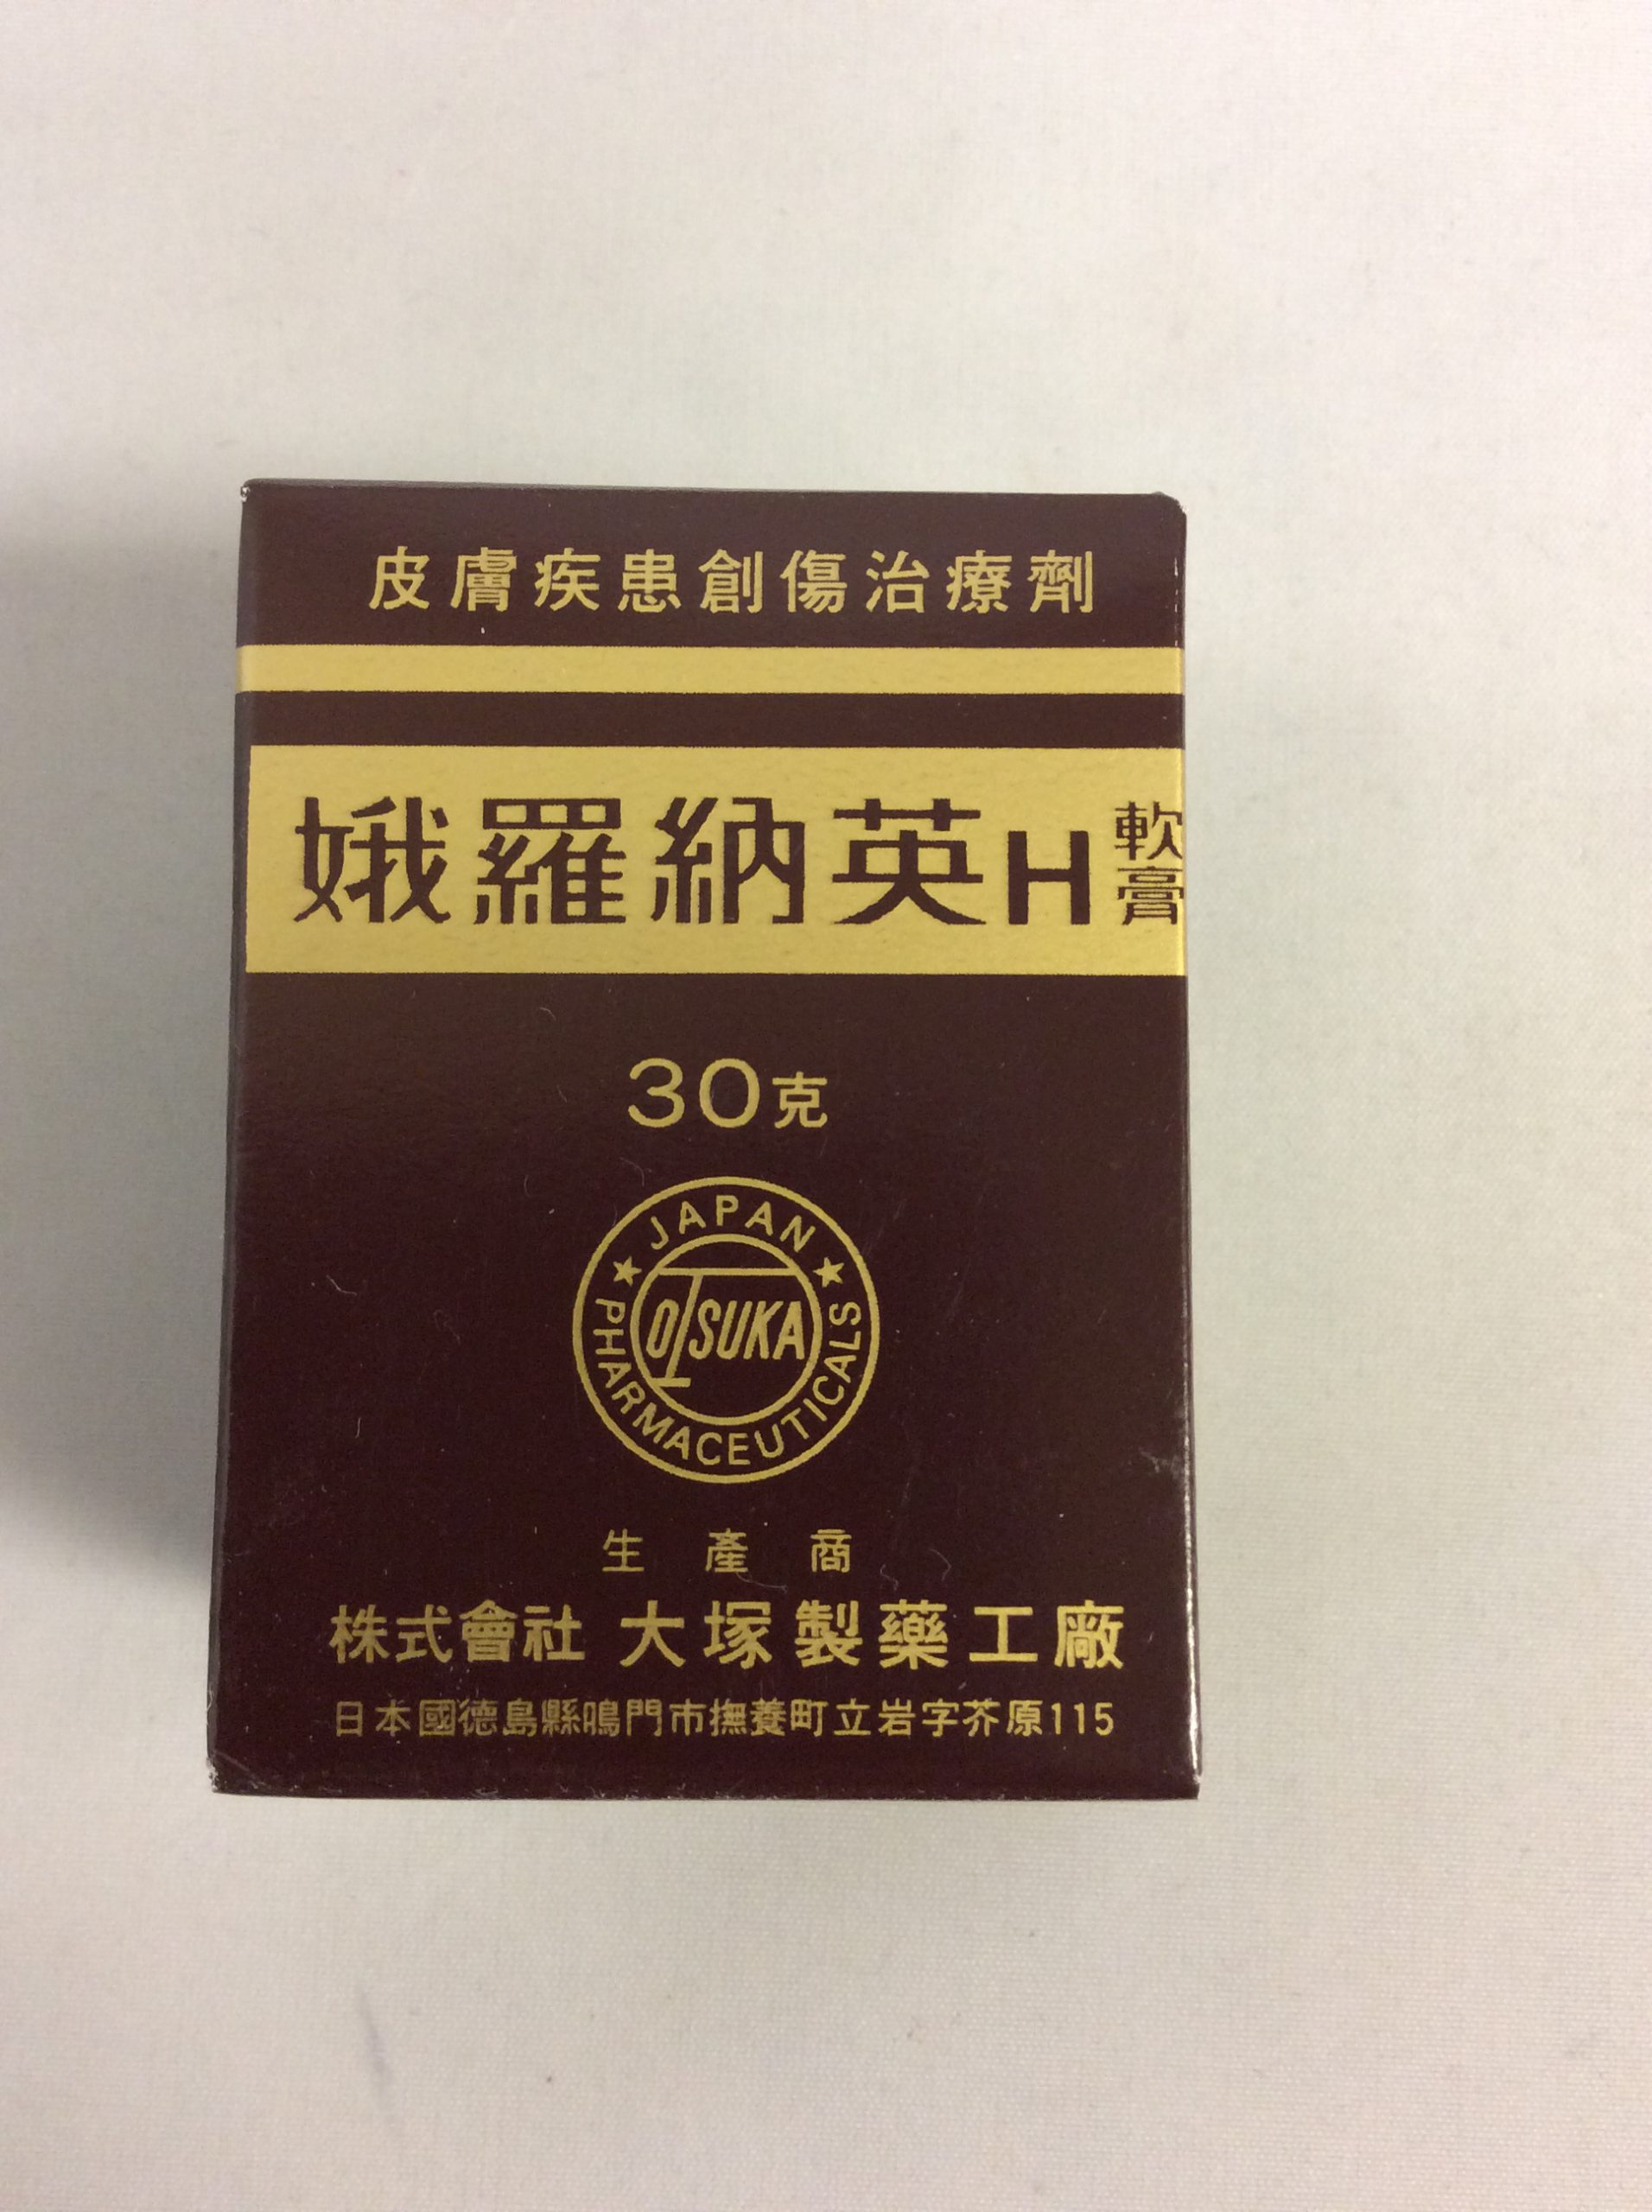 皮膚疾患創傷治療劑
娥羅納英H軟膏
30克
JAPAN
OTSUKA
PHARMACEUTICALS
生產商
株式會社 大塚製藥工廠
日本國德島縣鳴門市撫養町立岩字芥原115